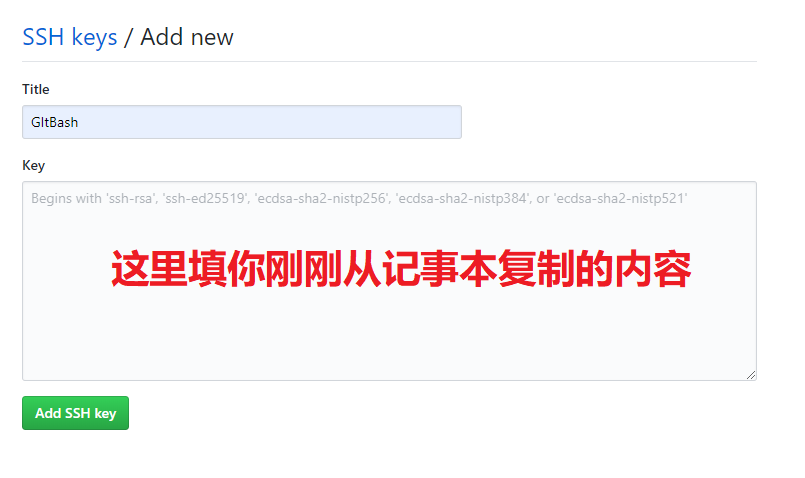 SSH keys / Add new
Title
GItBash
Key
Begins with 'ssh-rsa', 'ssh-ed25519', 'ecdsa-sha2-nistp256', 'ecdsa-sha2-nistp384', or 'ecdsa-sha2-nistp521'
这里填你刚刚从记事本复制的内容
Add SSH key